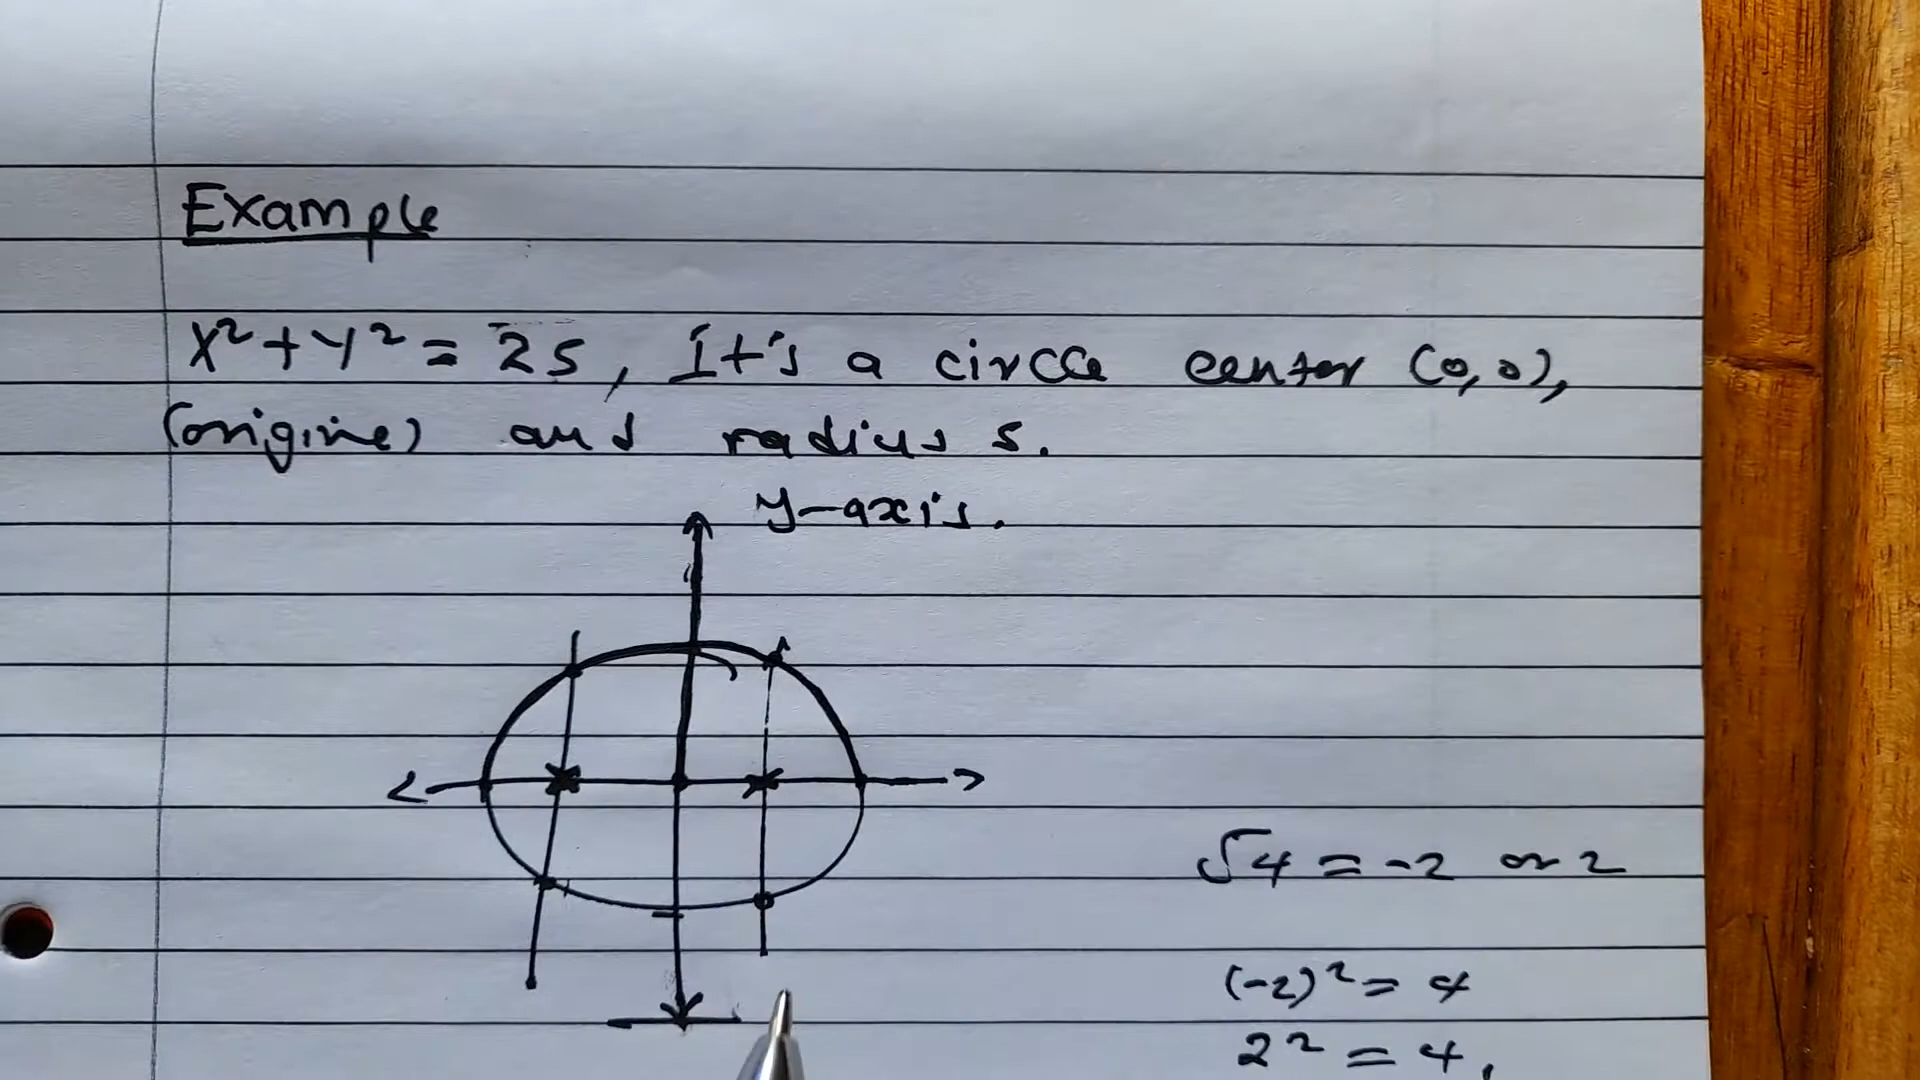 Example
x² + y² = 25, It's a circle center (0,0),
(origine) and radius 5.
y-axis.
√4 = -2 or 2
(-2)² = 4
2² = 4,